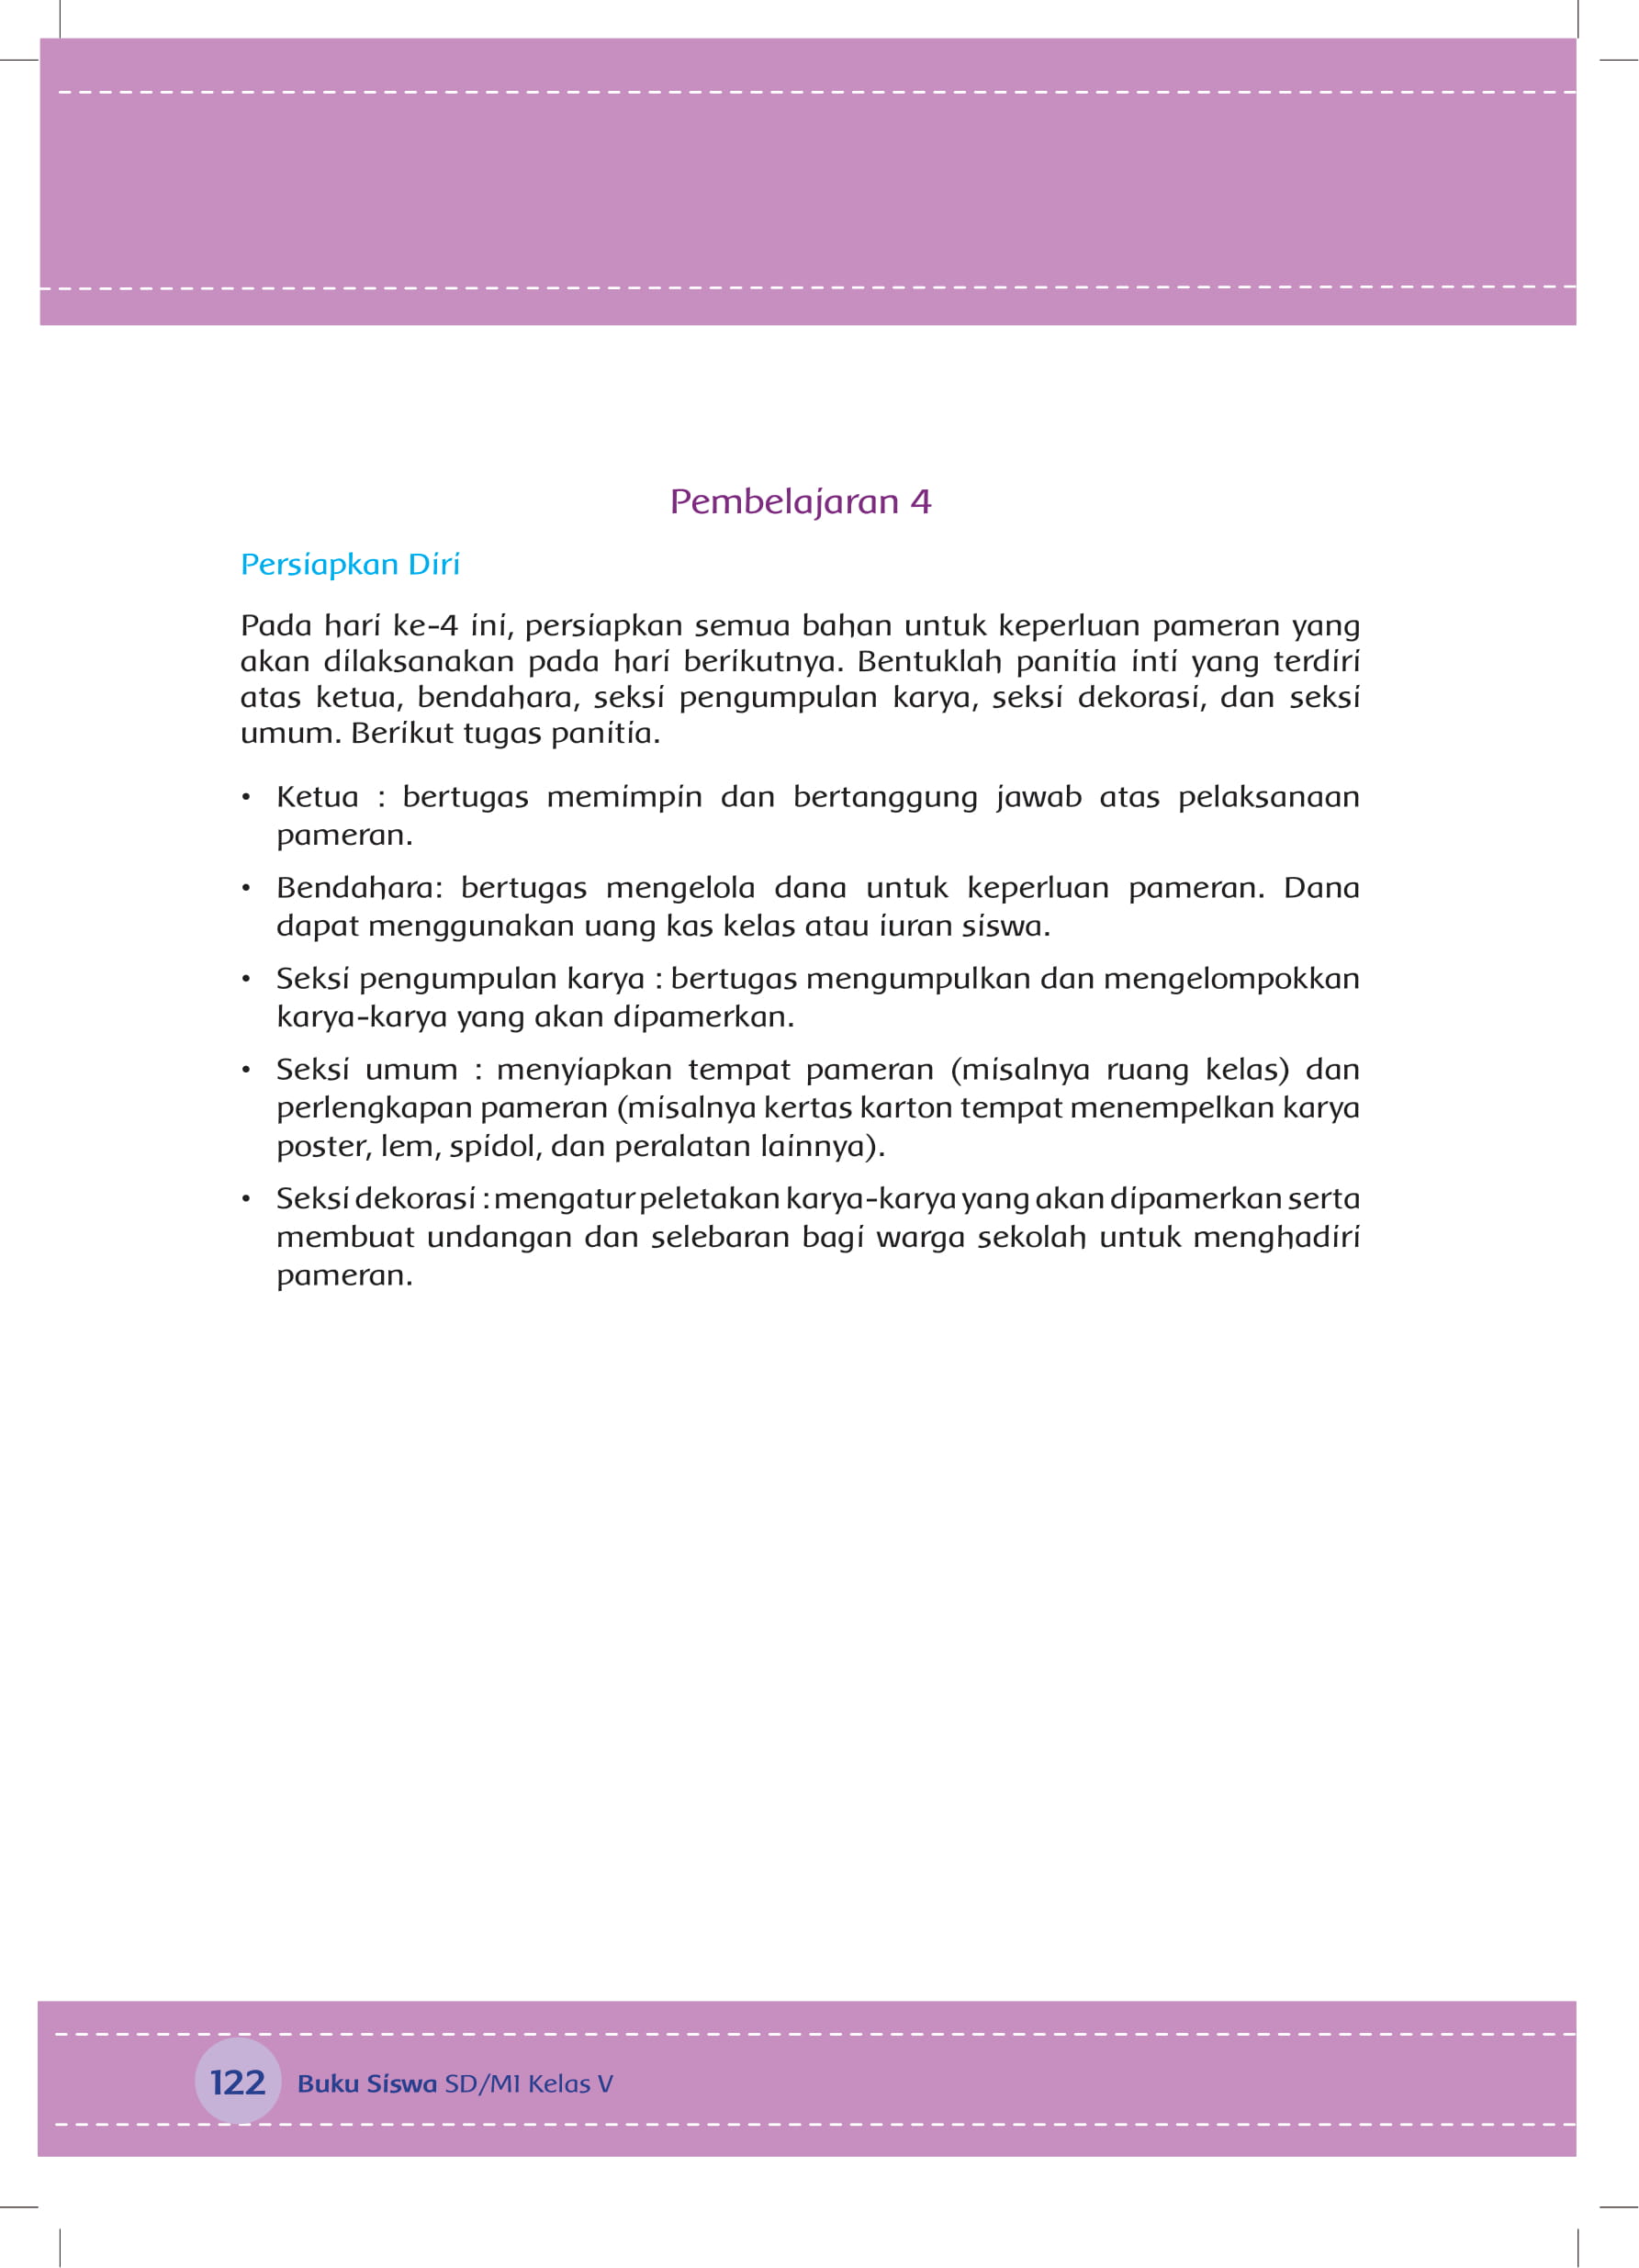 Pembelajaran 4
Persiapkan Diri
Pada hari ke-4 ini, persiapkan semua bahan untuk keperluan pameran yang
akan dilaksanakan pada hari berikutnya. Bentuklah panitia inti yang terdiri
atas ketua, bendahara, seksi pengumpulan karya, seksi dekorasi, dan seksi
umum. Berikut tugas panitia.
• Ketua : bertugas memimpin dan bertanggung jawab atas pelaksanaan
pameran.
• Bendahara: bertugas mengelola dana untuk keperluan pameran. Dana
dapat menggunakan uang kas kelas atau iuran siswa.
• Seksi pengumpulan karya : bertugas mengumpulkan dan mengelompokkan
karya-karya yang akan dipamerkan.
• Seksi umum : menyiapkan tempat pameran (misalnya ruang kelas) dan
perlengkapan pameran (misalnya kertas karton tempat menempelkan karya
poster, lem, spidol, dan peralatan lainnya).
• Seksi dekorasi : mengatur peletakan karya-karya yang akan dipamerkan serta
membuat undangan dan selebaran bagi warga sekolah untuk menghadiri
pameran.
122 Buku Siswa SD/MI Kelas V